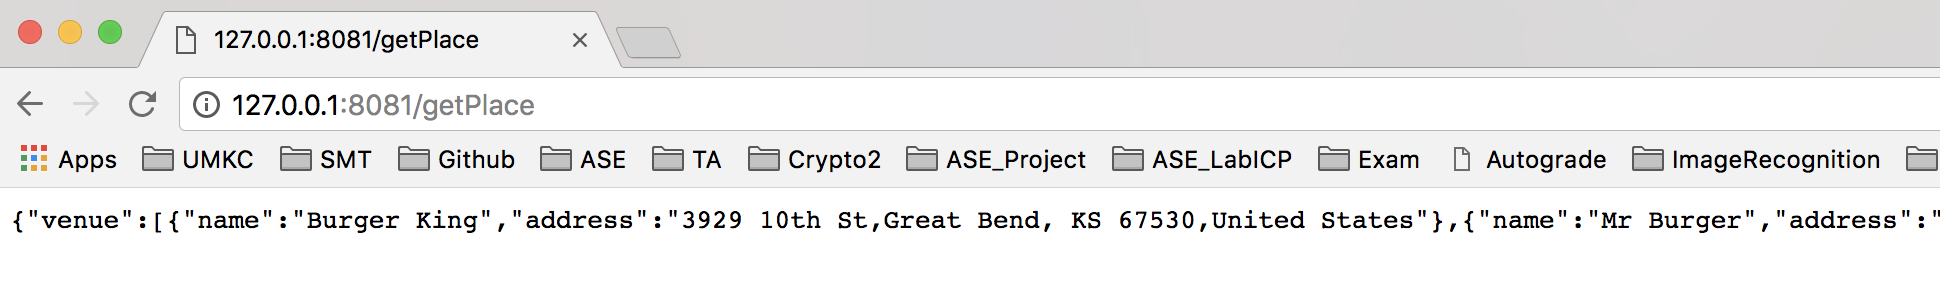 127.0.0.1:8081/getPlace
127.0.0.1:8081/getPlace
Apps UMKC SMT Github ASE TA Crypto2 ASE_Project ASE_LabICP Exam Autograde ImageRecognition
{"venue":[{"name":"Burger King","address":"3929 10th St,Great Bend, KS 67530,United States"},{"name":"Mr Burger","address":"